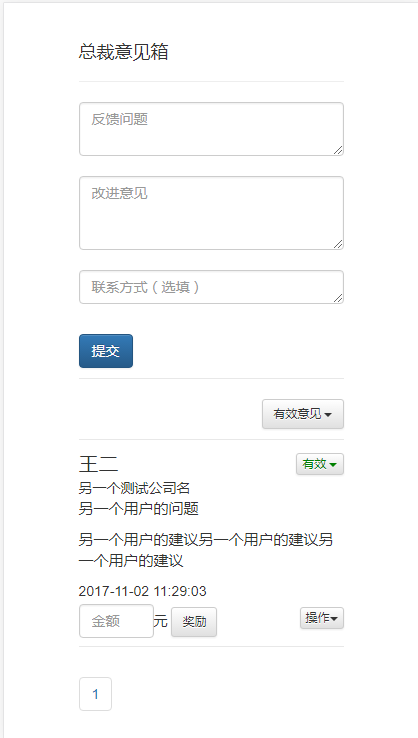 总裁意见箱
反馈问题
改进意见
联系方式（选填）
提交
有效意见
王二 有效
另一个测试公司名
另一个用户的问题
另一个用户的建议另一个用户的建议另
一个用户的建议
2017-11-02 11:29:03
金额 元 奖励 操作
1